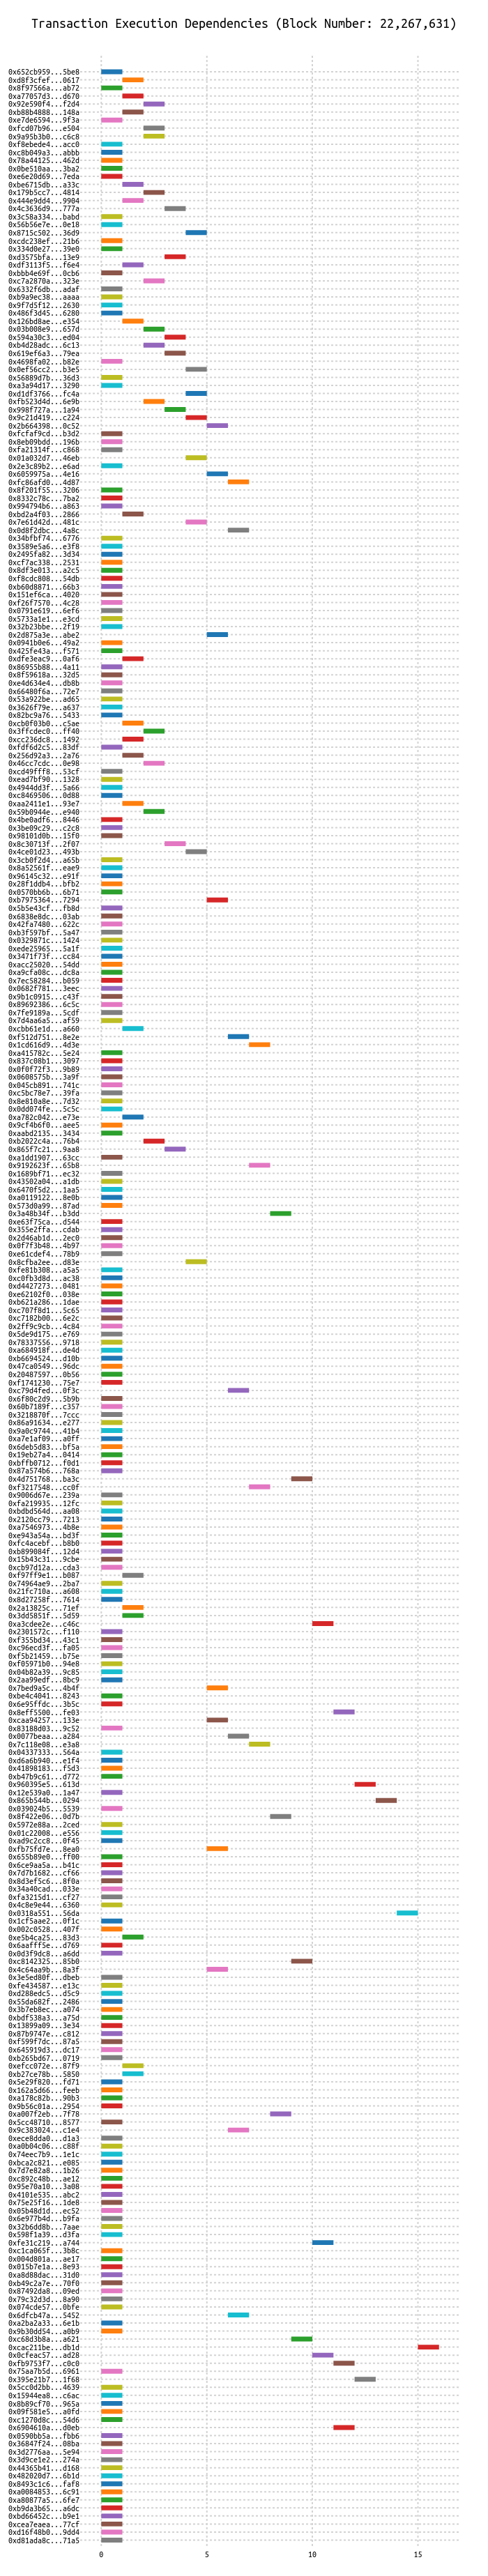 Transaction Execution Dependencies (Block Number: 22,267,631)
0x652cb959...5be8
0xd8f3cfef...0617
0x8f97566a...ab72
0xa77057d3...d670
0x92e590f4...f2d4
0xb88b4888...148a
0xe7de6594...9f3a
0xfcd07b96...e504
0x9a95b3b0...c6c8
0xf8ebede4...acc0
0xc8b049a3...abbb
0x78a44125...462d
0x0be510aa...3ba2
0xe6e20d69...7eda
0xbe6715db...a33c
0x179b5cc7...4814
0x444e9dd4...9904
0x4c3636d9...777a
0x3c58a334...babd
0x56b56e7e...0e18
0x8715c502...36d9
0xcdc238ef...21b6
0x334d0e27...39e0
0xd3575bfa...13e9
0xdf3113f5...f6e4
0xbbb4e69f...0cb6
0xc7a2870a...323e
0x6332f6db...adaf
0xb9a9ec38...aaaa
0x9f7d5f12...2630
0x486f3d45...6280
0x126bd8ae...e354
0x03b008e9...657d
0x594a30c3...ed04
0xb4d28adc...6c13
0x619ef6a3...79ea
0x4698fa02...b82e
0x0ef56cc2...b3e5
0x56889d7b...36d3
0xa3a94d17...3290
0xd1df3766...fc4a
0xfb523d4d...6e9b
0x998f727a...1a94
0x9c21d419...c224
0x2b664398...0c52
0xfcfaf9cd...b3d2
0x8eb09bdd...196b
0xfa21314f...c868
0x01a032d7...46eb
0x2e3c89b2...e6ad
0x6059975a...4e16
0xfc86afd0...4d87
0x8f201f55...3206
0x8332c78c...7ba2
0x994794b6...a863
0xbd2a4f03...2866
0x7e61d42d...481c
0x0d8f2dbc...4a8c
0x34bfbf74...6776
0x3589e5a6...e3f8
0x2495fa82...3d34
0xcf7ac338...2531
0x8df3e013...a2c5
0xf8cdc808...54db
0xb60d8871...66b3
0x151ef6ca...4020
0xf26f7570...4c28
0x0791e619...6ef6
0x5733a1e1...e3cd
0x32b23bbe...2f19
0x2d875a3e...abe2
0x0941b0e6...49a2
0x425fe43a...f571
0xdfe3eac9...0af6
0x86955b88...4a11
0x8f59618a...32d5
0xe4d634e4...db8b
0x66480f6a...72e7
0x53a922be...ad65
0x3626f79e...a637
0x82bc9a76...5433
0xcb0f03b0...c5ae
0x3ffcdec0...ff40
0xcc236dc8...1492
0xfdf6d2c5...83df
0x256d92a3...2a76
0x46cc7cdc...0e98
0xcd49fff8...53cf
0xead7bf90...1328
0x4944dd3f...5a66
0xc8469506...0d88
0xaa2411e1...93e7
0x59b0944e...e940
0x4be0adf6...8446
0x3be09c29...c2c8
0x98101d0b...15f0
0x8c30713f...2f07
0x4ce01d23...493b
0x3cb0f2d4...a65b
0x8a52561f...eae9
0x96145c32...e91f
0x28f1ddb4...bfb2
0x0570bb6b...6b71
0xb7975364...7294
0x5b5e43cf...fb8d
0x6838e8dc...03ab
0x42fa7480...622c
0xb3f597bf...5a47
0x0329871c...1424
0xede25965...5a1f
0x3471f73f...cc84
0xacc25020...54dd
0xa9cfa08c...dc8a
0x7ec58284...b059
0x0682f781...3eec
0x9b1c0915...c43f
0x89692386...6c5c
0x7fe9189a...5cdf
0x7d4aa6a5...af59
0xcbb61e1d...a660
0xf512d751...8e2e
0x1cd616d9...4d3e
0xa415782c...5e24
0x837c08b1...3097
0x0f0f72f3...9b89
0x0608575b...3a9f
0x045cb891...741c
0xc5bc78e7...39fa
0x8e810a8e...7d32
0x0dd074fe...5c5c
0xa782c042...e73e
0x9cf4b6f0...aee5
0xaabd2135...3434
0xb2022c4a...76b4
0x865f7c21...9aa8
0xa1dd1907...63cc
0x9192623f...65b8
0x1689bf71...ec32
0x43502a04...a1db
0x6470f5d2...1aa5
0xa0119122...8e0b
0x573d0a99...87ad
0x3a48b34f...b3dd
0xe63f75ca...d544
0x355e2ffa...cdab
0x2d46ab1d...2ec0
0x0f7f3b48...4b97
0xe61cdef4...78b9
0x8cfba2ee...d83e
0xfe81b308...a5a5
0xc0fb3d8d...ac38
0xd4427273...0481
0xe62102f0...038e
0xb621a286...1dae
0xc707f8d1...5c65
0xc7182b00...6e2c
0x2ff9c9cb...4c84
0x5de9d175...e769
0x78337556...9718
0xa684918f...de4d
0xb6694524...d10b
0x47ca0549...96dc
0x20487597...0b56
0xf1741230...75e7
0xc79d4fed...0f3c
0x6f80c2d9...5b9b
0x60b7189f...c357
0x3218870f...7ccc
0x86a91634...e277
0x9a0c9744...41b4
0xa7e1af09...a0ff
0x6deb5d83...bf5a
0x19eb27a4...0414
0xbffb0712...f0d1
0x87a574b6...768a
0x4d751768...ba3c
0xf3217548...cc0f
0x9006d67e...239a
0xfa219935...12fc
0xbdbd564d...aa08
0x2120cc79...7213
0xa7546973...4b8e
0xe943a54a...bd3f
0xfc4acebf...b8b0
0xb899084f...12d4
0x15b43c31...9cbe
0xcb97d12a...cda3
0xf97ff9e1...b087
0x74964ae9...2ba7
0x21fc710a...a608
0x8d27258f...7614
0x2a13825c...71ef
0x3dd5851f...5d59
0xa3cdee2e...c46c
0x2301572c...f110
0xf355bd34...43c1
0xc96ecd3f...fa05
0xf5b21459...b75e
0xf05971b0...94e8
0x04b82a39...9c85
0x2aa99edf...8bc9
0x7bed9a5c...4b4f
0xbe4c4041...8243
0x6e95ffdc...3b5c
0x8eff5500...fe03
0xcaa94257...133e
0x83188d03...9c52
0x0077beaa...a284
0x7c118e08...e3a8
0x04337333...564a
0xd6a6b940...e1f4
0x41898183...f5d3
0xb47b9c61...d772
0x960395e5...613d
0x12e539a0...1a47
0x865b544b...0294
0x039024b5...5539
0x8f422e06...0d7b
0x5972e88a...2ced
0x01c22008...e556
0xad9c2cc8...0f45
0xfb75fd7e...8ea0
0x655b89e0...ff00
0x6ce9aa5a...b41c
0x7d7b1682...cf66
0x8d3ef5c6...8f0a
0x34a40cad...033e
0xfa3215d1...cf27
0x4c8e9e44...6360
0x0318a551...56da
0x1cf5aae2...0f1c
0x002c0528...407f
0xe5b4ca25...83d3
0x6aafff5e...d769
0x0d3f9dc8...a6dd
0xc8142325...85b0
0x4c64aa9b...8a3f
0x3e5ed80f...dbeb
0xfe434587...e13c
0xd288edc5...d5c9
0x55da682f...2486
0x3b7eb8ec...a074
0xbdf538a3...a75d
0x13899a09...3e34
0x87b9747e...c812
0xf599f7dc...87a5
0x645919d3...dc17
0xb265bd67...0719
0xefcc072e...87f9
0xb27ce78b...5850
0x5e29f820...fd71
0x162a5d66...feeb
0xa178c82b...90b3
0x9b56c01a...2954
0xa007f2eb...7f78
0x5cc48710...8577
0x9c383024...c1e4
0xece8dda0...d1a3
0xa0b04c06...c88f
0x74eec7b9...1e1c
0xbca2c821...e085
0x7d7e82a8...1b26
0xc892c48b...ae12
0x95e70a10...3a08
0x4101e535...abc2
0x75e25f16...1de8
0x05b48d1d...ec52
0x6e977b4d...b9fa
0x32b6dd8b...7aae
0x598f1a39...d3fa
0xfe31c219...a744
0xc1ca065f...3b8c
0x004d801a...ae17
0x015b7e1a...8e93
0xa8d88dac...31d0
0xb49c2a7e...70f0
0x87492da8...09ed
0x79c32d3d...8a90
0x074cde57...0bfe
0x6dfcb47a...5452
0xa2ba2a33...6e1b
0x9b30dd54...a0b9
0xc68d3b8a...a621
0xcac211be...db1d
0x0cfeac57...ad28
0xfb9753f7...c0c0
0x75aa7b5d...6961
0x395e21b7...1f68
0x5cc0d2bb...4639
0x15944ea8...c6ac
0x8b89cf70...965a
0x09f581e5...a0fd
0xc1270d8c...54d6
0x6904610a...d0eb
0x0590bb5a...fbb6
0x36847f24...08ba
0x3d2776aa...5e94
0x3d9ce1e2...274a
0x44365b41...d168
0x482020d7...6b1d
0x8493c1c6...faf8
0xa0084853...6c91
0xa80877a5...6fe7
0xb9da3b65...a6dc
0xbd66452c...b9e1
0xcea7eaea...77cf
0xd16f48b0...9dd4
0xd81ada8c...71a5
0 5 10 15